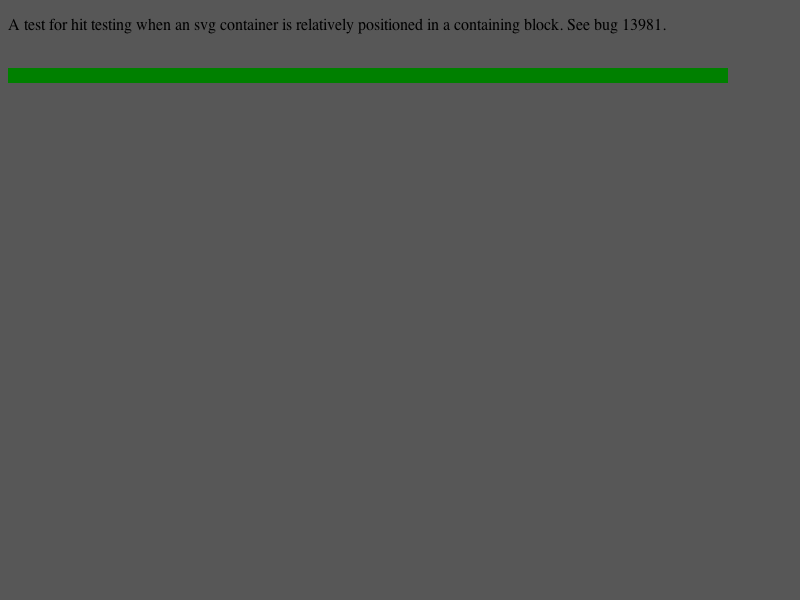 A test for hit testing when an svg container is relatively positioned in a containing block. See bug 13981.